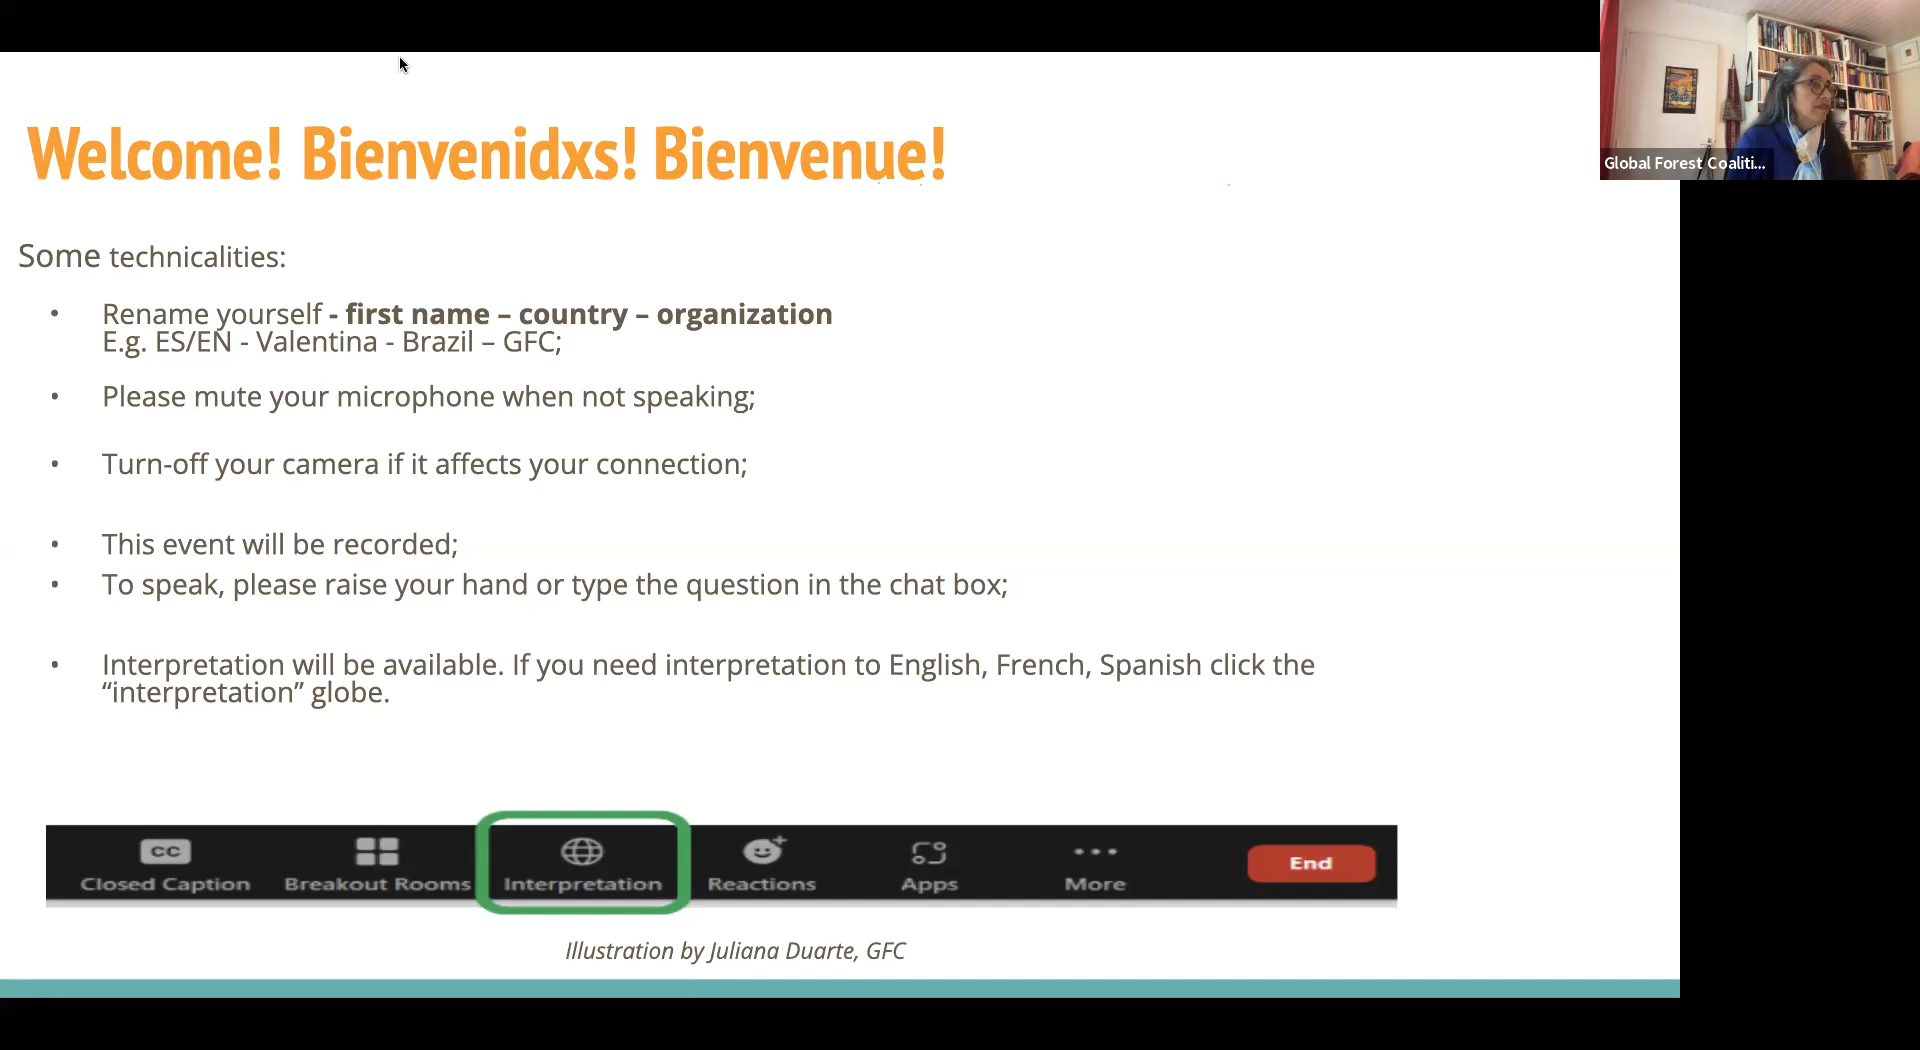 Welcome! Bienvenidxs! Bienvenue!
Global Forest Coaliti...
Some technicalities:
• Rename yourself - first name – country – organization
E.g. ES/EN - Valentina - Brazil – GFC;
• Please mute your microphone when not speaking;
• Turn-off your camera if it affects your connection;
• This event will be recorded;
• To speak, please raise your hand or type the question in the chat box;
• Interpretation will be available. If you need interpretation to English, French, Spanish click the
“interpretation” globe.
CC
Closed Caption
Breakout Rooms
Interpretation
Reactions
Apps
More
End
Illustration by Juliana Duarte, GFC